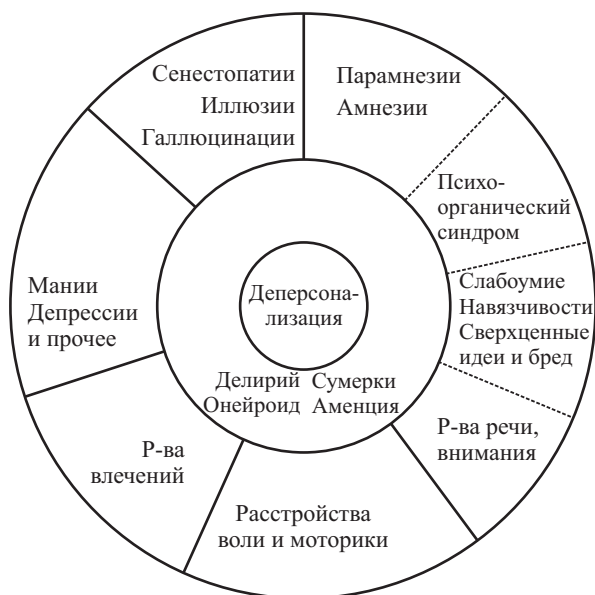 Сенестопатии
Иллюзии
Галлюцинации
Парамнезии
Амнезии
Психо-
органический
синдром
Слабоумие
Навязчивости
Сверхценные
идеи и бред
Р-ва речи,
внимания
Расстройства
воли и моторики
Р-ва
влечений
Мании
Депрессии
и прочее
Деперсона-
лизация
Делирий Сумерки
Онейроид Аменция